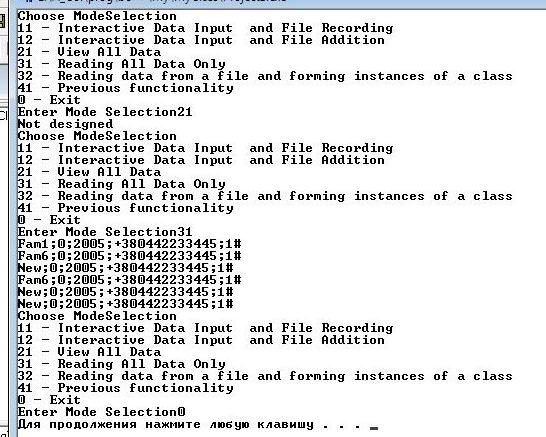 Choose ModeSelection
11 - Interactive Data Input  and File Recording
12 - Interactive Data Input  and File Addition
21 - View All Data
31 - Reading All Data Only
32 - Reading data from a file and forming instances of a class
41 - Previous functionality
0 - Exit
Enter Mode Selection21
Not designed
Choose ModeSelection
11 - Interactive Data Input  and File Recording
12 - Interactive Data Input  and File Addition
21 - View All Data
31 - Reading All Data Only
32 - Reading data from a file and forming instances of a class
41 - Previous functionality
0 - Exit
Enter Mode Selection31
Fam1;0;2005;+380442233445;1#
Fam6;0;2005;+380442233445;1#
New;0;2005;+380442233445;1#
Fam6;0;2005;+380442233445;1#
New;0;2005;+380442233445;1#
New;0;2005;+380442233445;1#
Choose ModeSelection
11 - Interactive Data Input  and File Recording
12 - Interactive Data Input  and File Addition
21 - View All Data
31 - Reading All Data Only
32 - Reading data from a file and forming instances of a class
41 - Previous functionality
0 - Exit
Enter Mode Selection0
Для продолжения нажмите любую клавишу . . .